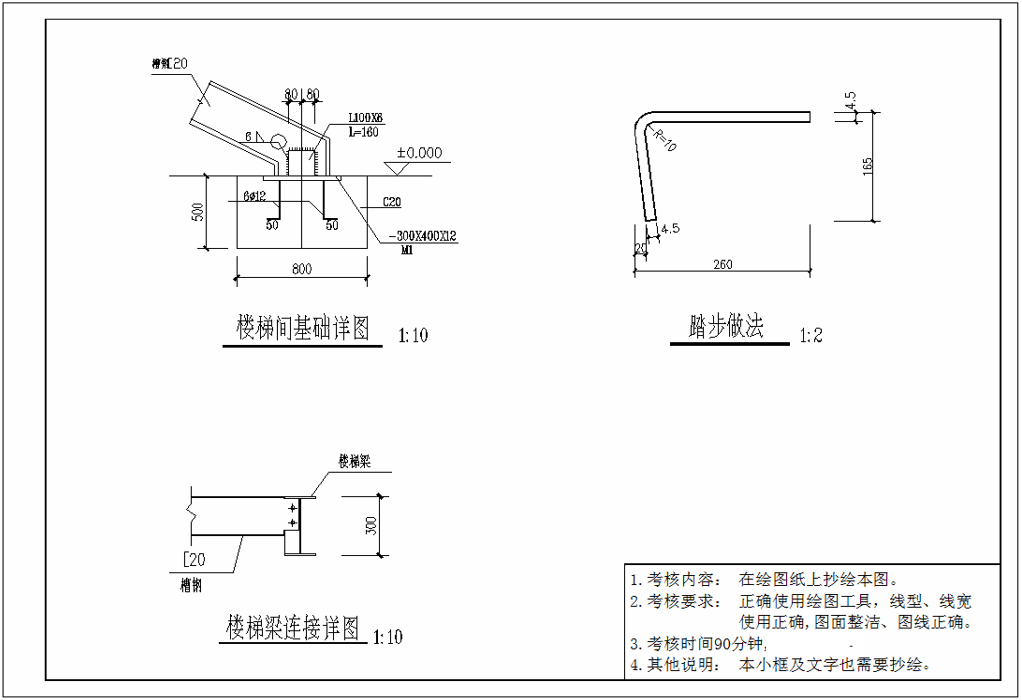 槽钢[20
80 80
L100X6
L=160
6
±0.000
6ø12
C20
500
50 50
-300X400X12
M1
800
楼梯间基础详图 1:10
4.5
R=10
165
4.5
20
260
踏步做法 1:2
楼梯梁
300
[20
槽钢
楼梯梁连接详图 1:10
1.考核内容： 在绘图纸上抄绘本图。
2.考核要求： 正确使用绘图工具，线型、线宽
使用正确,图面整洁、图线正确。
3.考核时间90分钟,
4.其他说明： 本小框及文字也需要抄绘。